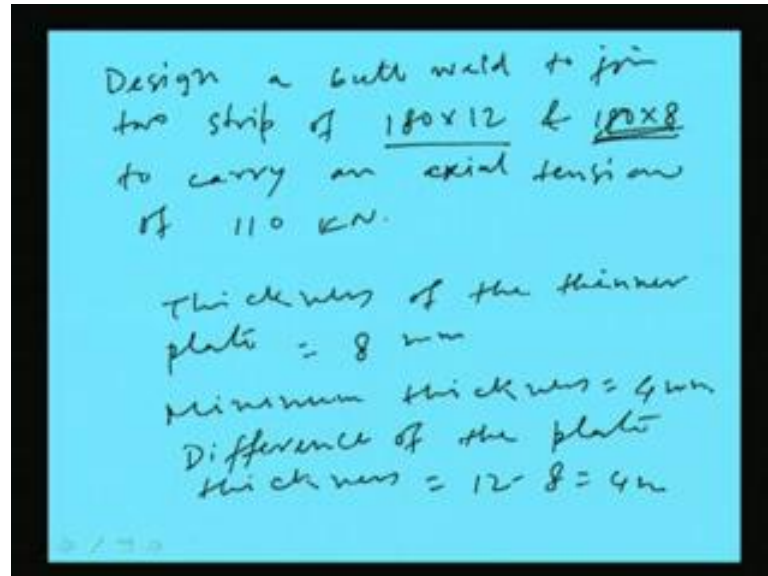 Design a butt weld to join
two strip of 180x12 & 180x8
to carry an axial tension
of 110 KN.
Thickness of the thinner
plate = 8 mm
Minimum thickness = 4mm
Difference of the plate
thickness = 12-8 = 4m